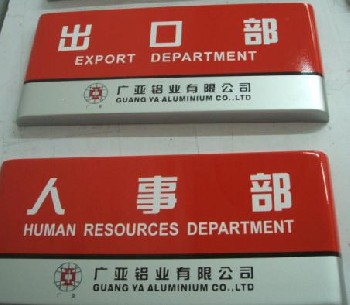 出口部
EXPORT DEPARTMENT
广亚铝业有限公司
GUANG YA ALUMINIUM CO.,LTD
人事部
HUMAN RESOURCES DEPARTMENT
广亚铝业有限公司
GUANG YA ALUMINIUM CO.,LTD